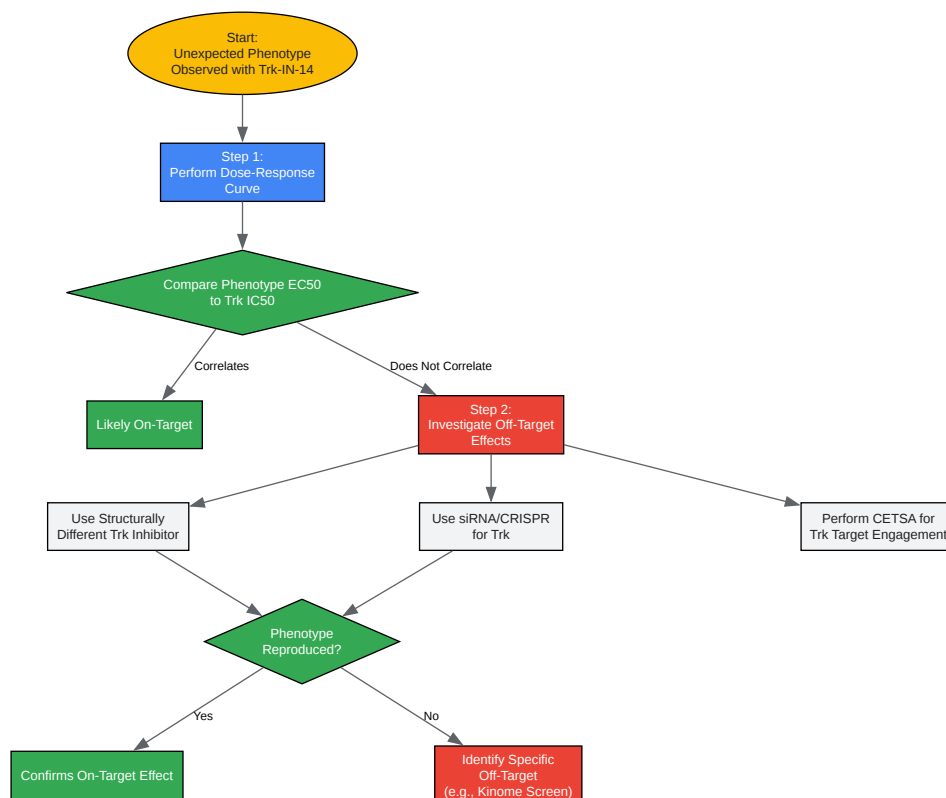 Start:
Unexpected Phenotype
Observed with Trk-IN-14
Step 1:
Perform Dose-Response
Curve
Compare Phenotype EC50
to Trk IC50
Correlates
Does Not Correlate
Likely On-Target
Step 2:
Investigate Off-Target
Effects
Use Structurally
Different Trk Inhibitor
Use siRNA/CRISPR
for Trk
Perform CETSA for
Trk Target Engagement
Phenotype
Reproduced?
Yes
No
Confirms On-Target Effect
Identify Specific
Off-Target
(e.g., Kinome Screen)